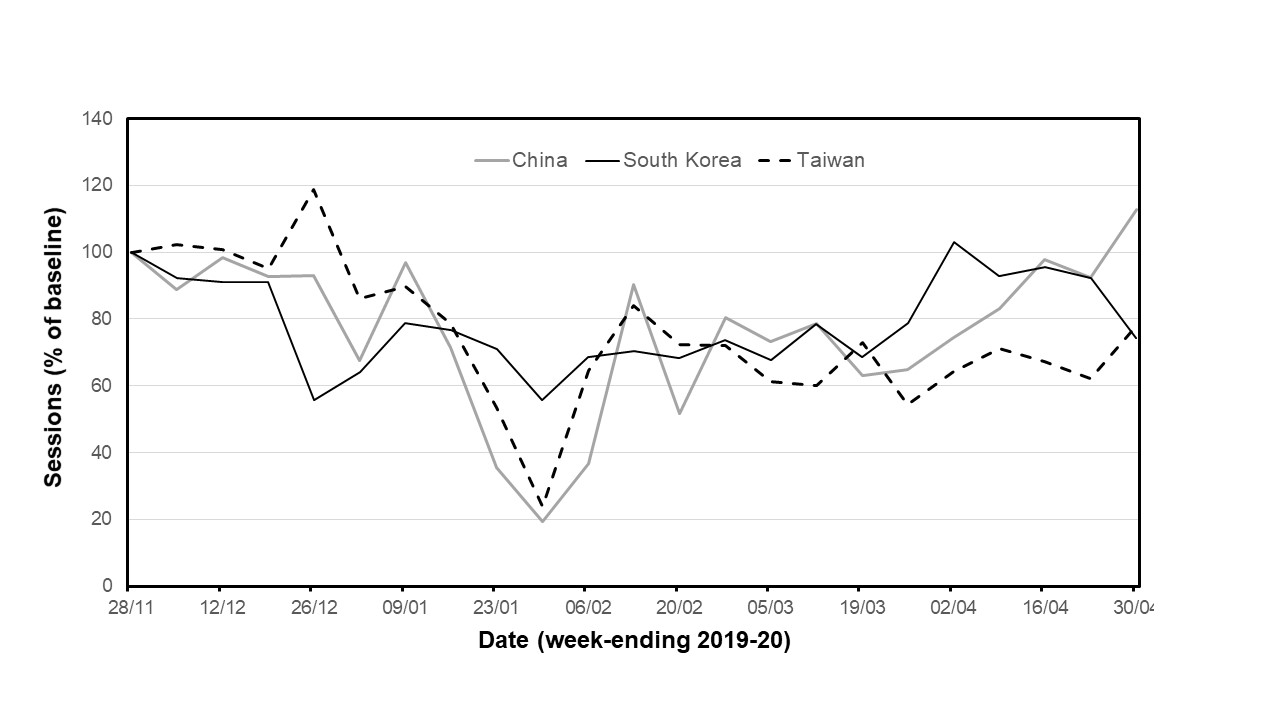 140
China South Korea Taiwan
120
100
80
60
40
20
0
Sessions (% of baseline)
28/11 12/12 26/12 09/01 23/01 06/02 20/02 05/03 19/03 02/04 16/04 30/04
Date (week-ending 2019-20)